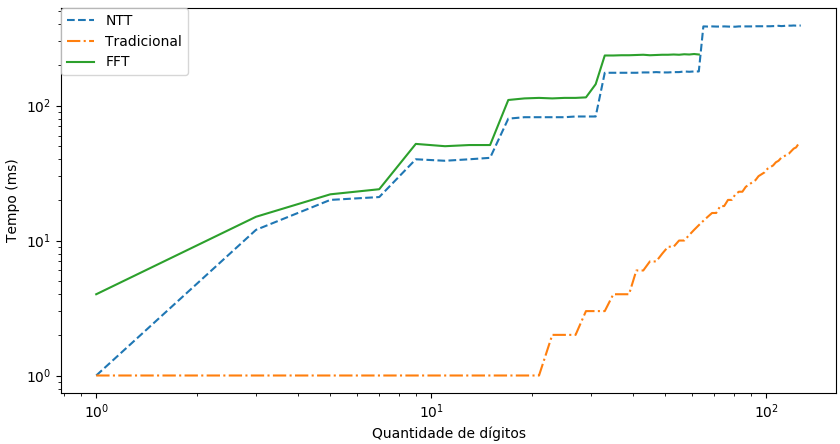 NTT
Tradicional
FFT
Tempo (ms)
10²
10¹
10⁰
10⁰
10¹
10²
Quantidade de dígitos